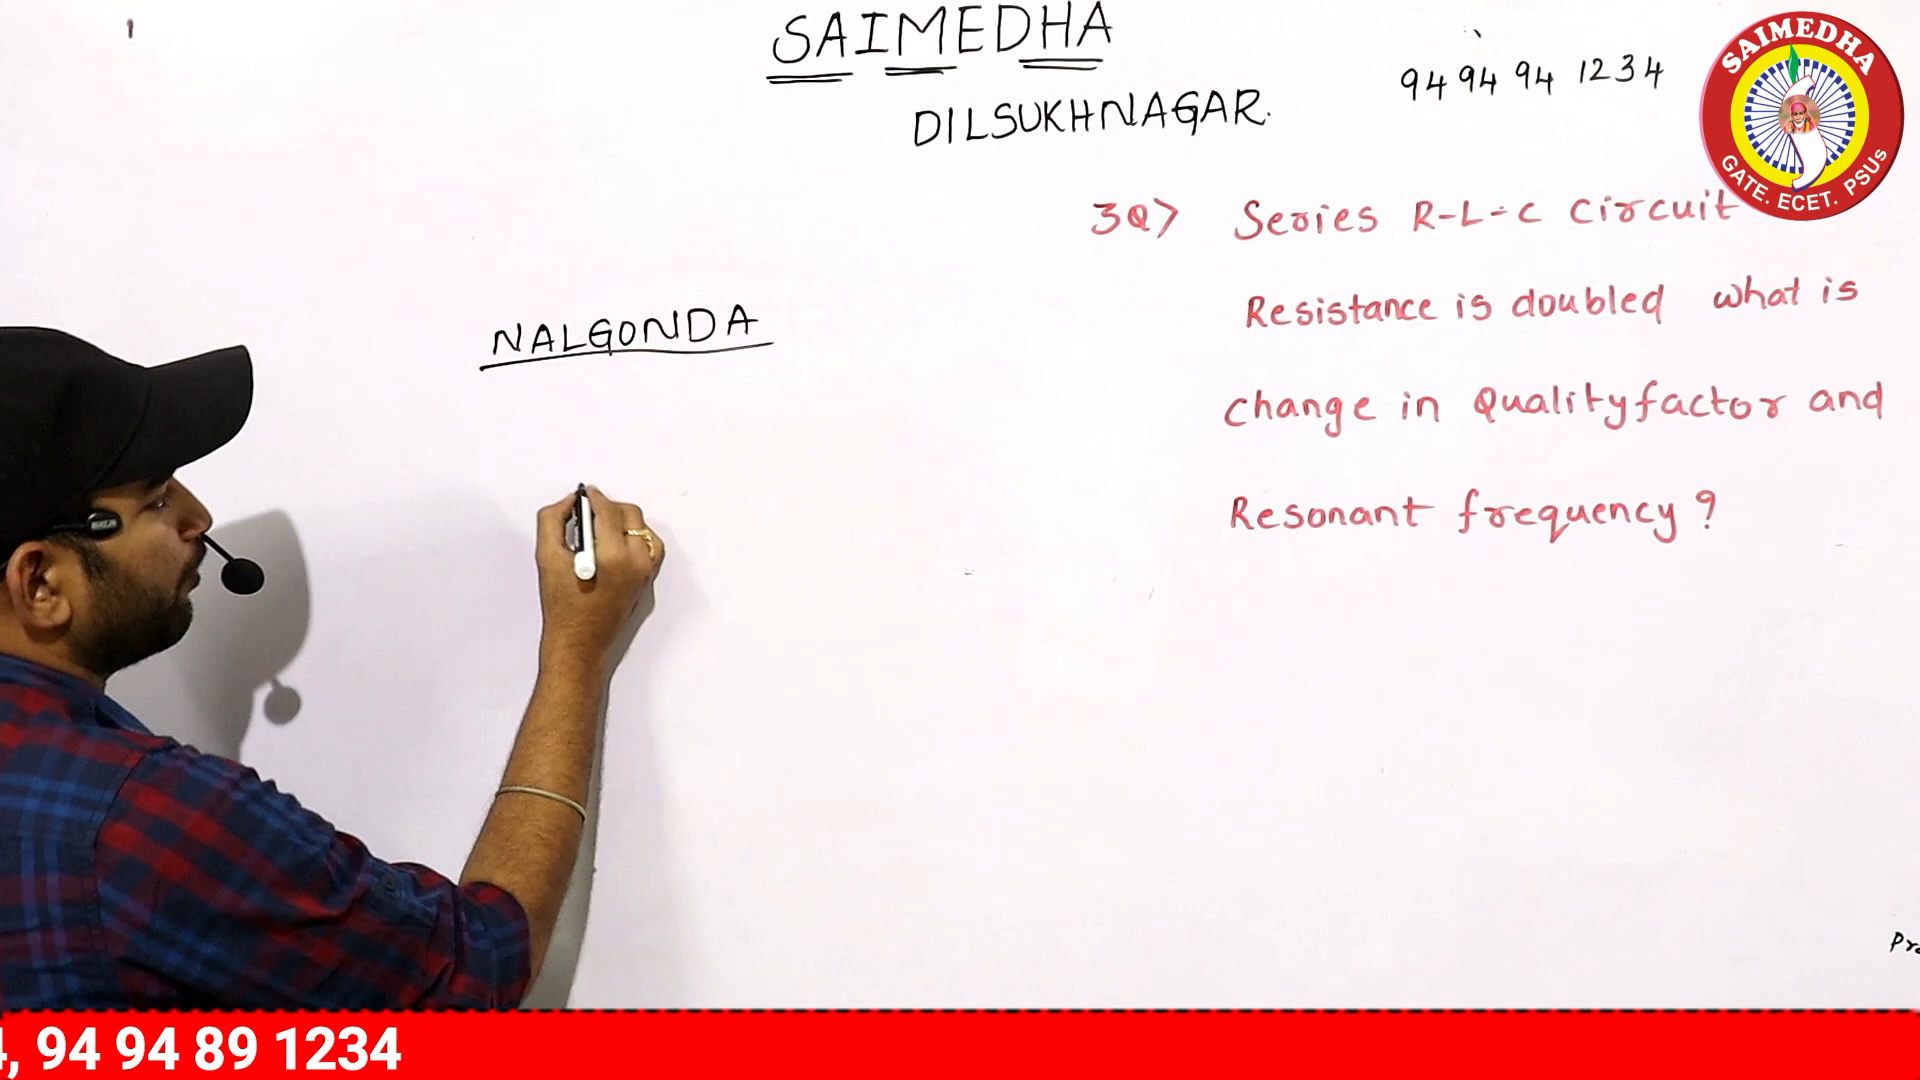 SAIMEDHA
DILSUKHNAGAR.
94 94 94 1234
SAIMEDHA
GATE. ECET. PSUs
3Q> Series R-L-C circuit
Resistance is doubled what is
change in Qualityfactor and
Resonant frequency?
NALGONDA
, 94 94 89 1234